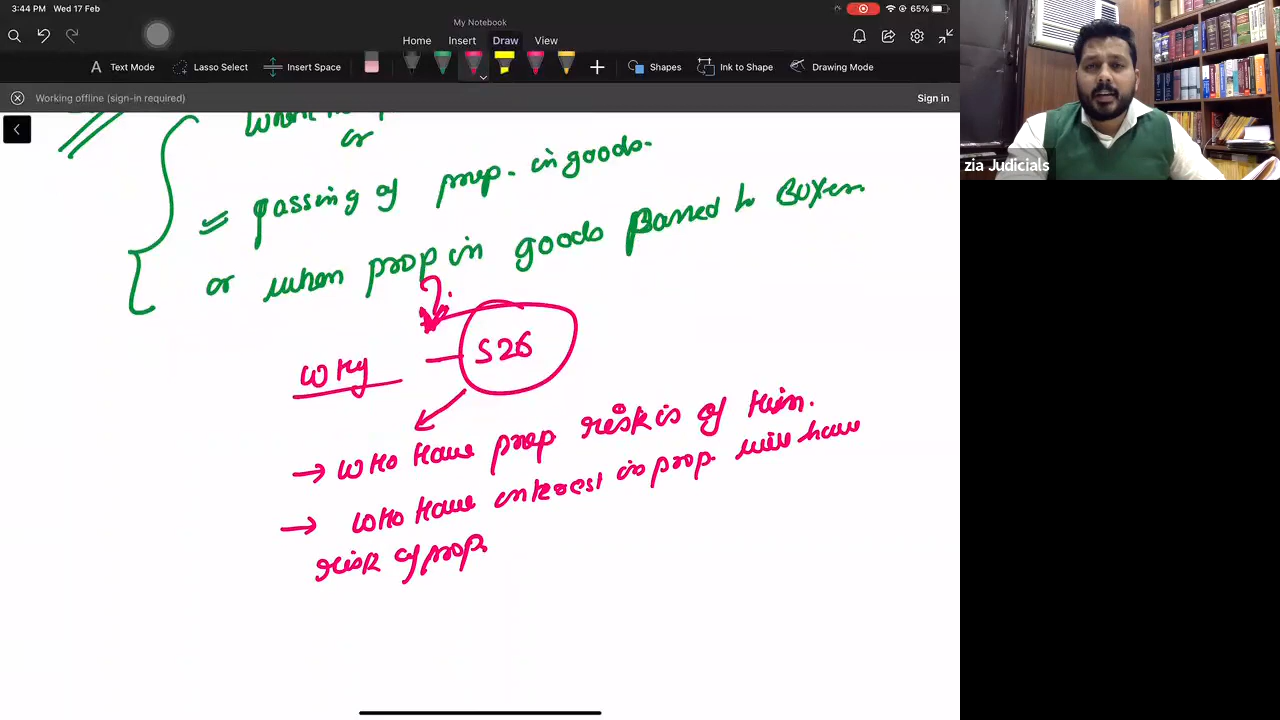 3:44 PM Wed 17 Feb
65%
My Notebook
Home Insert Draw View
Text Mode Lasso Select Insert Space Shapes Ink to Shape Drawing Mode
Working offline (sign-in required) Sign in
or
passing of prop. in goods.
or when prop in goods passed to Buyer.
?
Why - S26
→ Who have prop risk is of him.
→ Who have interest in prop. will have
risk of prop.
zia Judicials